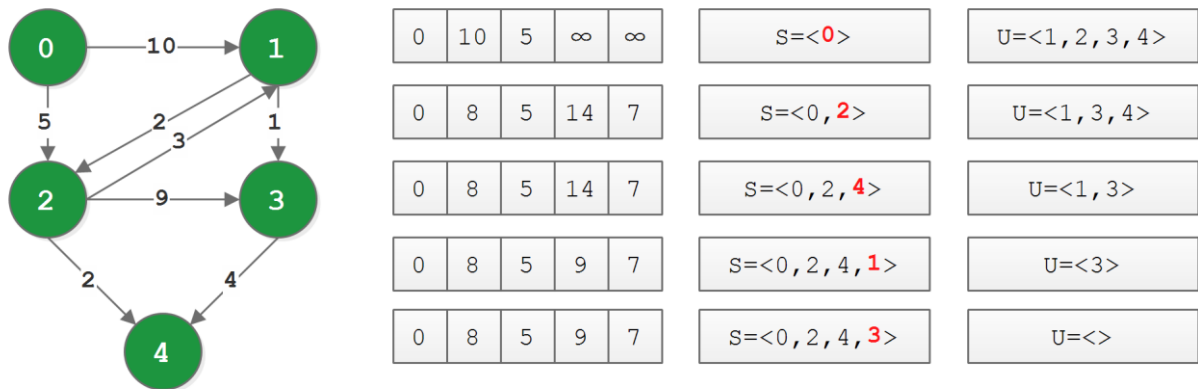 0 10 1
5 2 3 1
2 9 3
2 4
4
0 10 5 ∞ ∞ S=<0> U=<1,2,3,4>
0 8 5 14 7 S=<0,2> U=<1,3,4>
0 8 5 14 7 S=<0,2,4> U=<1,3>
0 8 5 9 7 S=<0,2,4,1> U=<3>
0 8 5 9 7 S=<0,2,4,3> U=<>